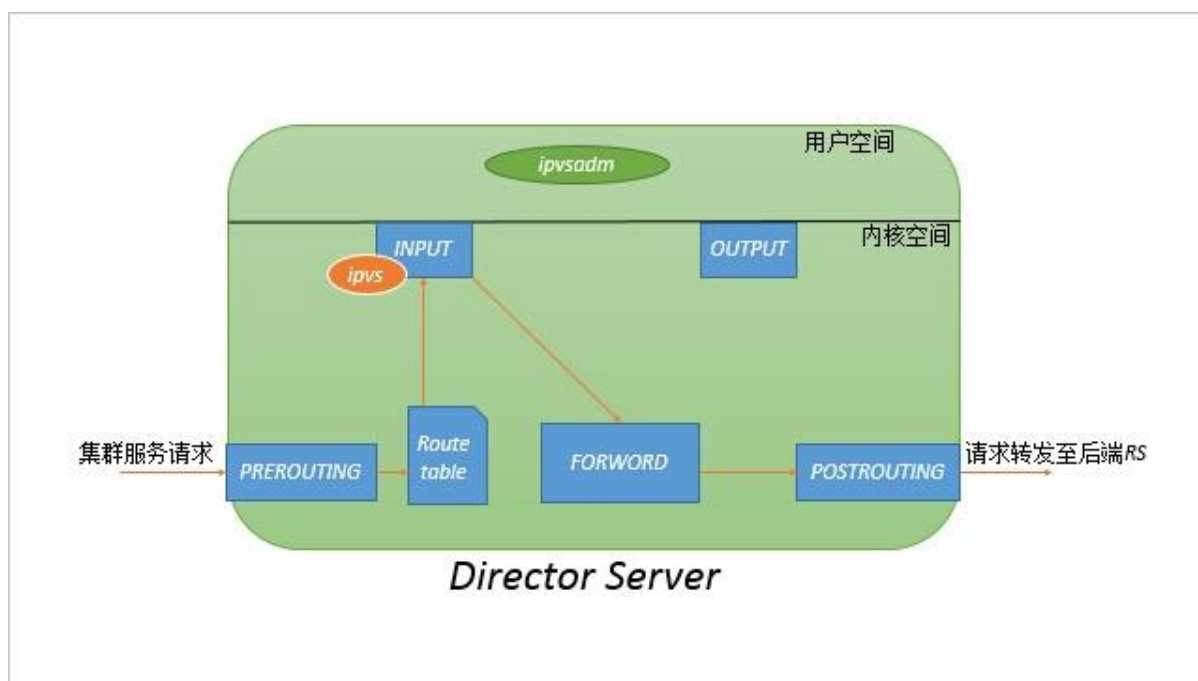 用户空间
ipvsadm
内核空间
INPUT
OUTPUT
ipvs
集群服务请求
PREROUTING
Route
table
FORWORD
POSTROUTING
请求转发至后端RS
Director Server